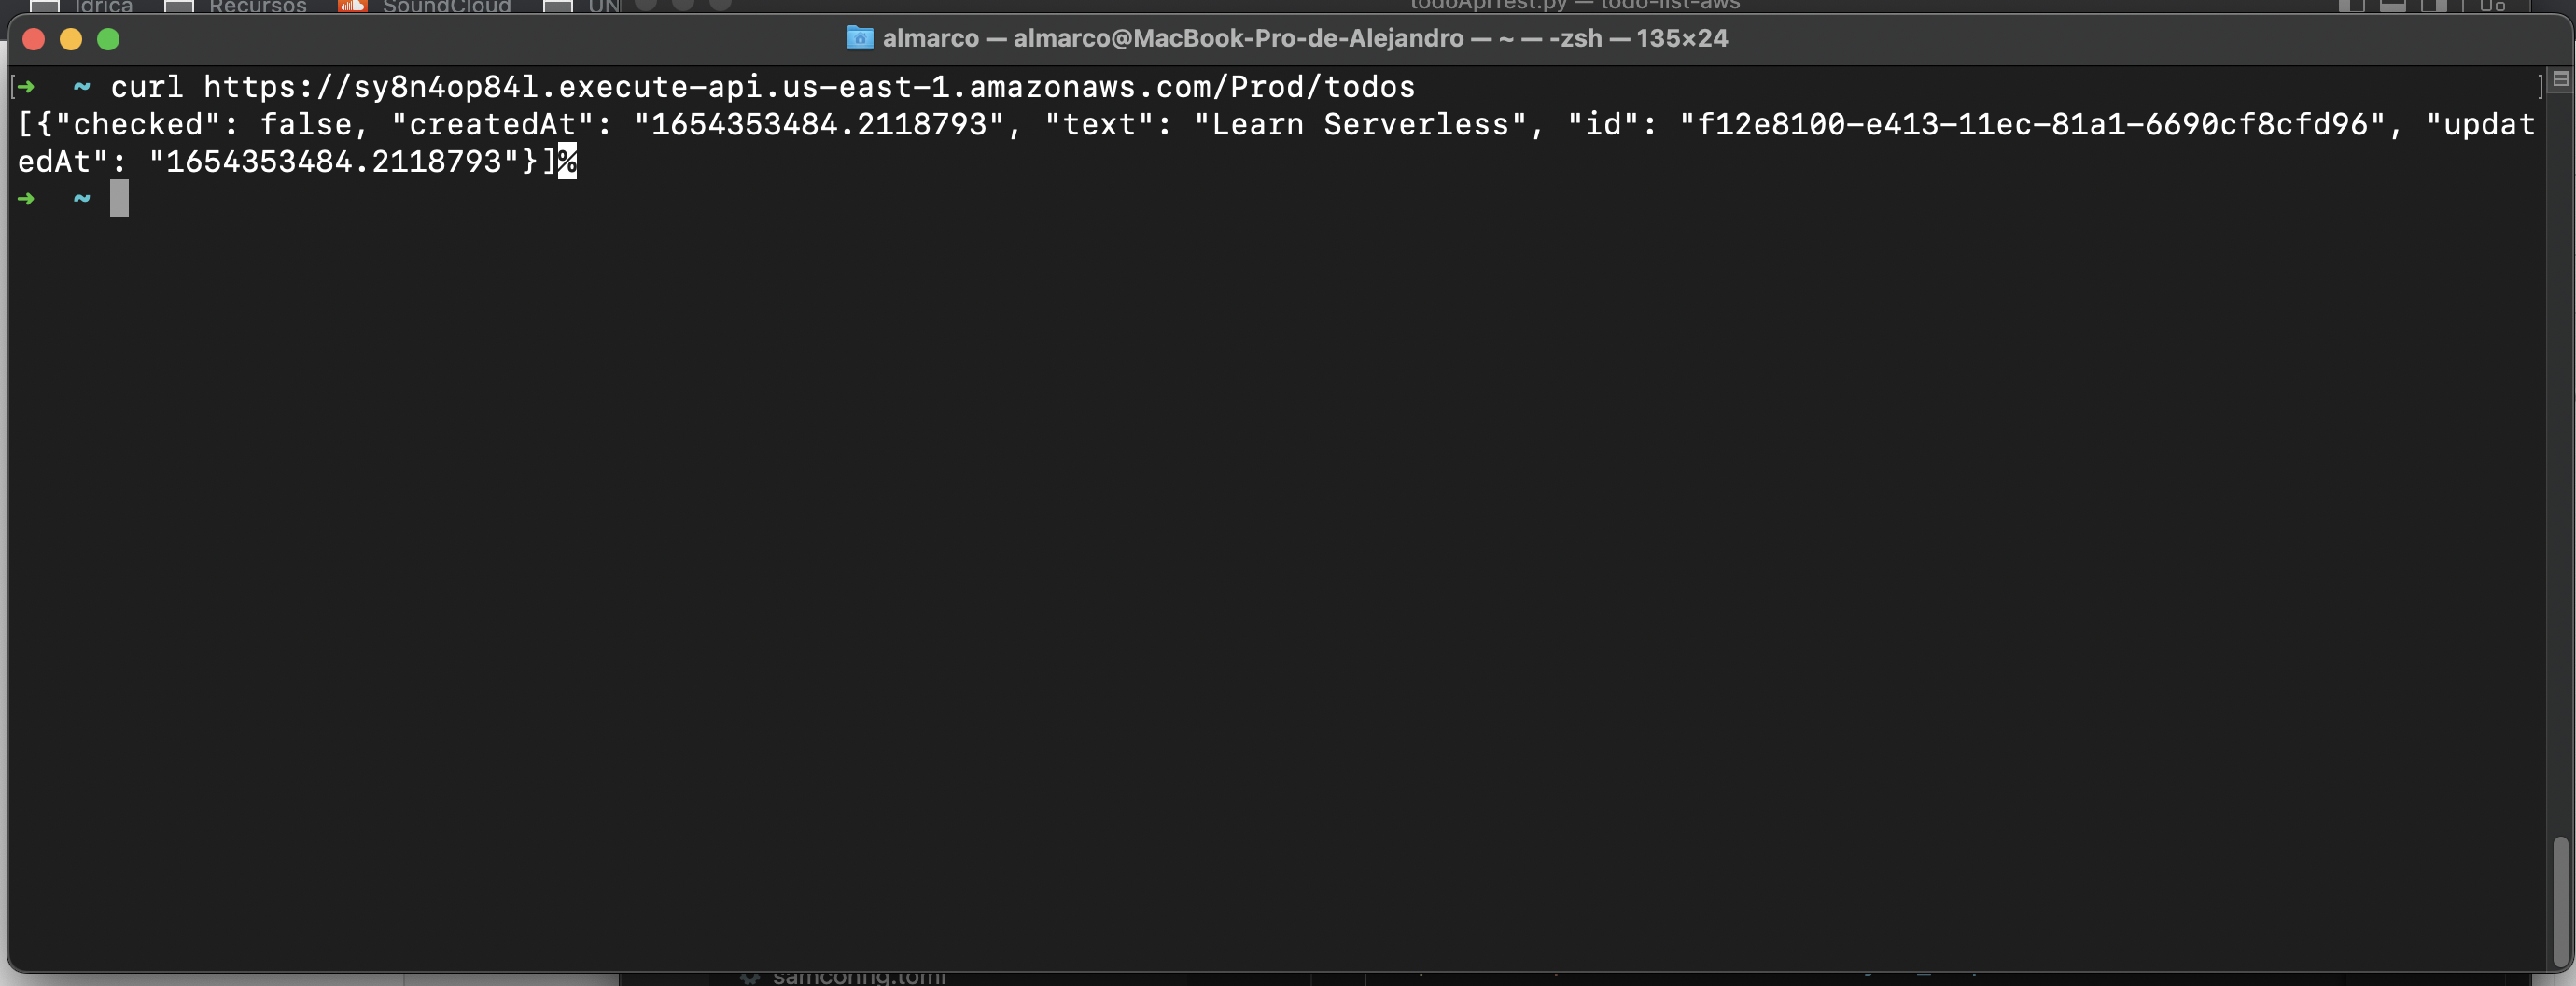 Idrica Recursos SoundCloud UN
todoApiTest.py — todo-list-aws
almarco — almarco@MacBook-Pro-de-Alejandro — ~ — -zsh — 135×24
[➜ ~ curl https://sy8n4op84l.execute-api.us-east-1.amazonaws.com/Prod/todos ]
[{"checked": false, "createdAt": "1654353484.2118793", "text": "Learn Serverless", "id": "f12e8100-e413-11ec-81a1-6690cf8cfd96", "updat
edAt": "1654353484.2118793"}]%
➜ ~
samconfig.toml